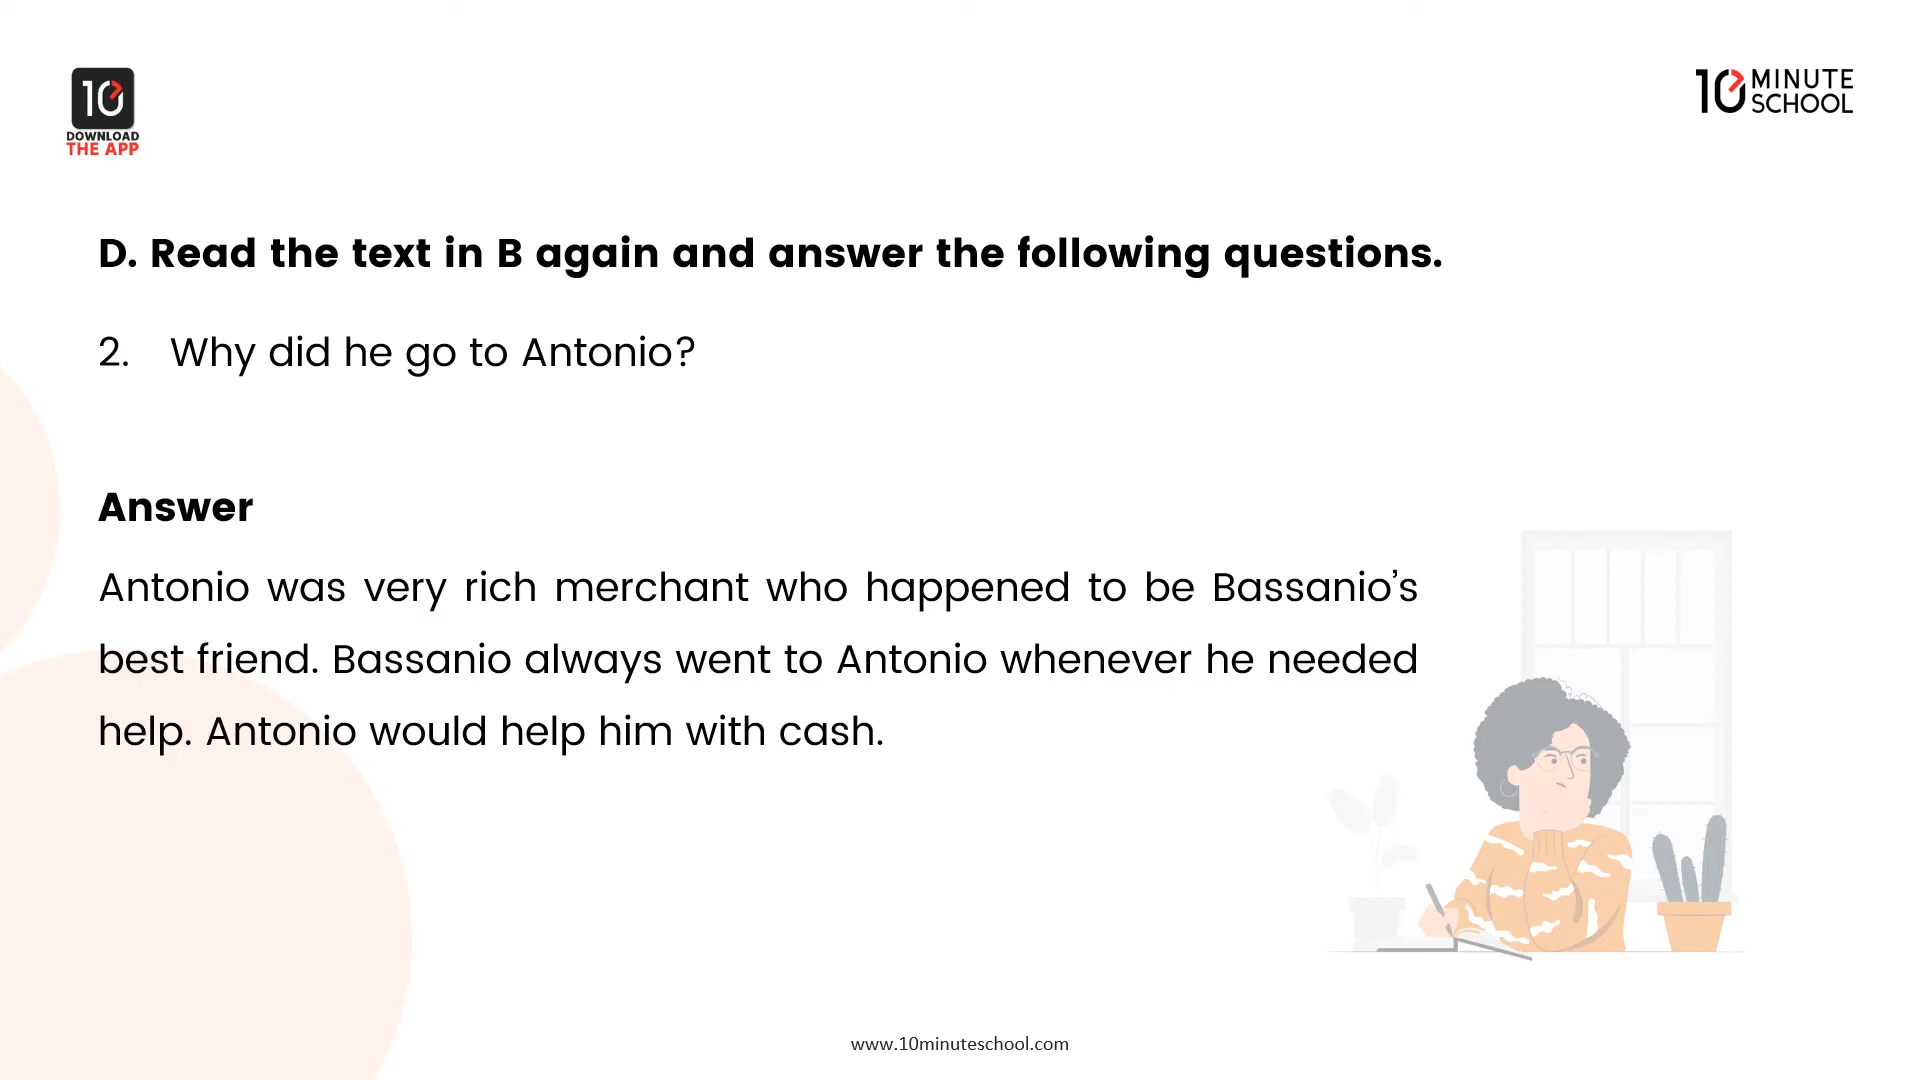 10
DOWNLOAD
THE APP
10 MINUTE
SCHOOL
D. Read the text in B again and answer the following questions.
2. Why did he go to Antonio?
Answer
Antonio was very rich merchant who happened to be Bassanio’s
best friend. Bassanio always went to Antonio whenever he needed
help. Antonio would help him with cash.
www.10minuteschool.com